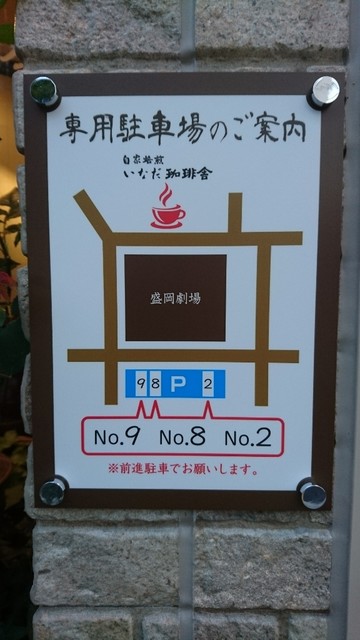 専用駐車場のご案内
自家焙煎
いなだ珈琲舎
盛岡劇場
9 8 P 2
No.9 No.8 No.2
※前進駐車でお願いします。